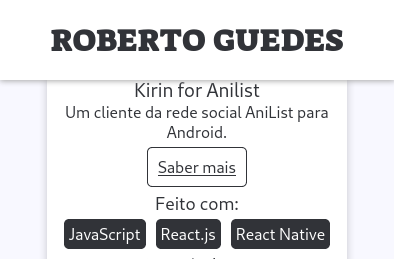 ROBERTO GUEDES
Kirin for Anilist
Um cliente da rede social AniList para
Android.
Saber mais
Feito com:
JavaScript React.js React Native